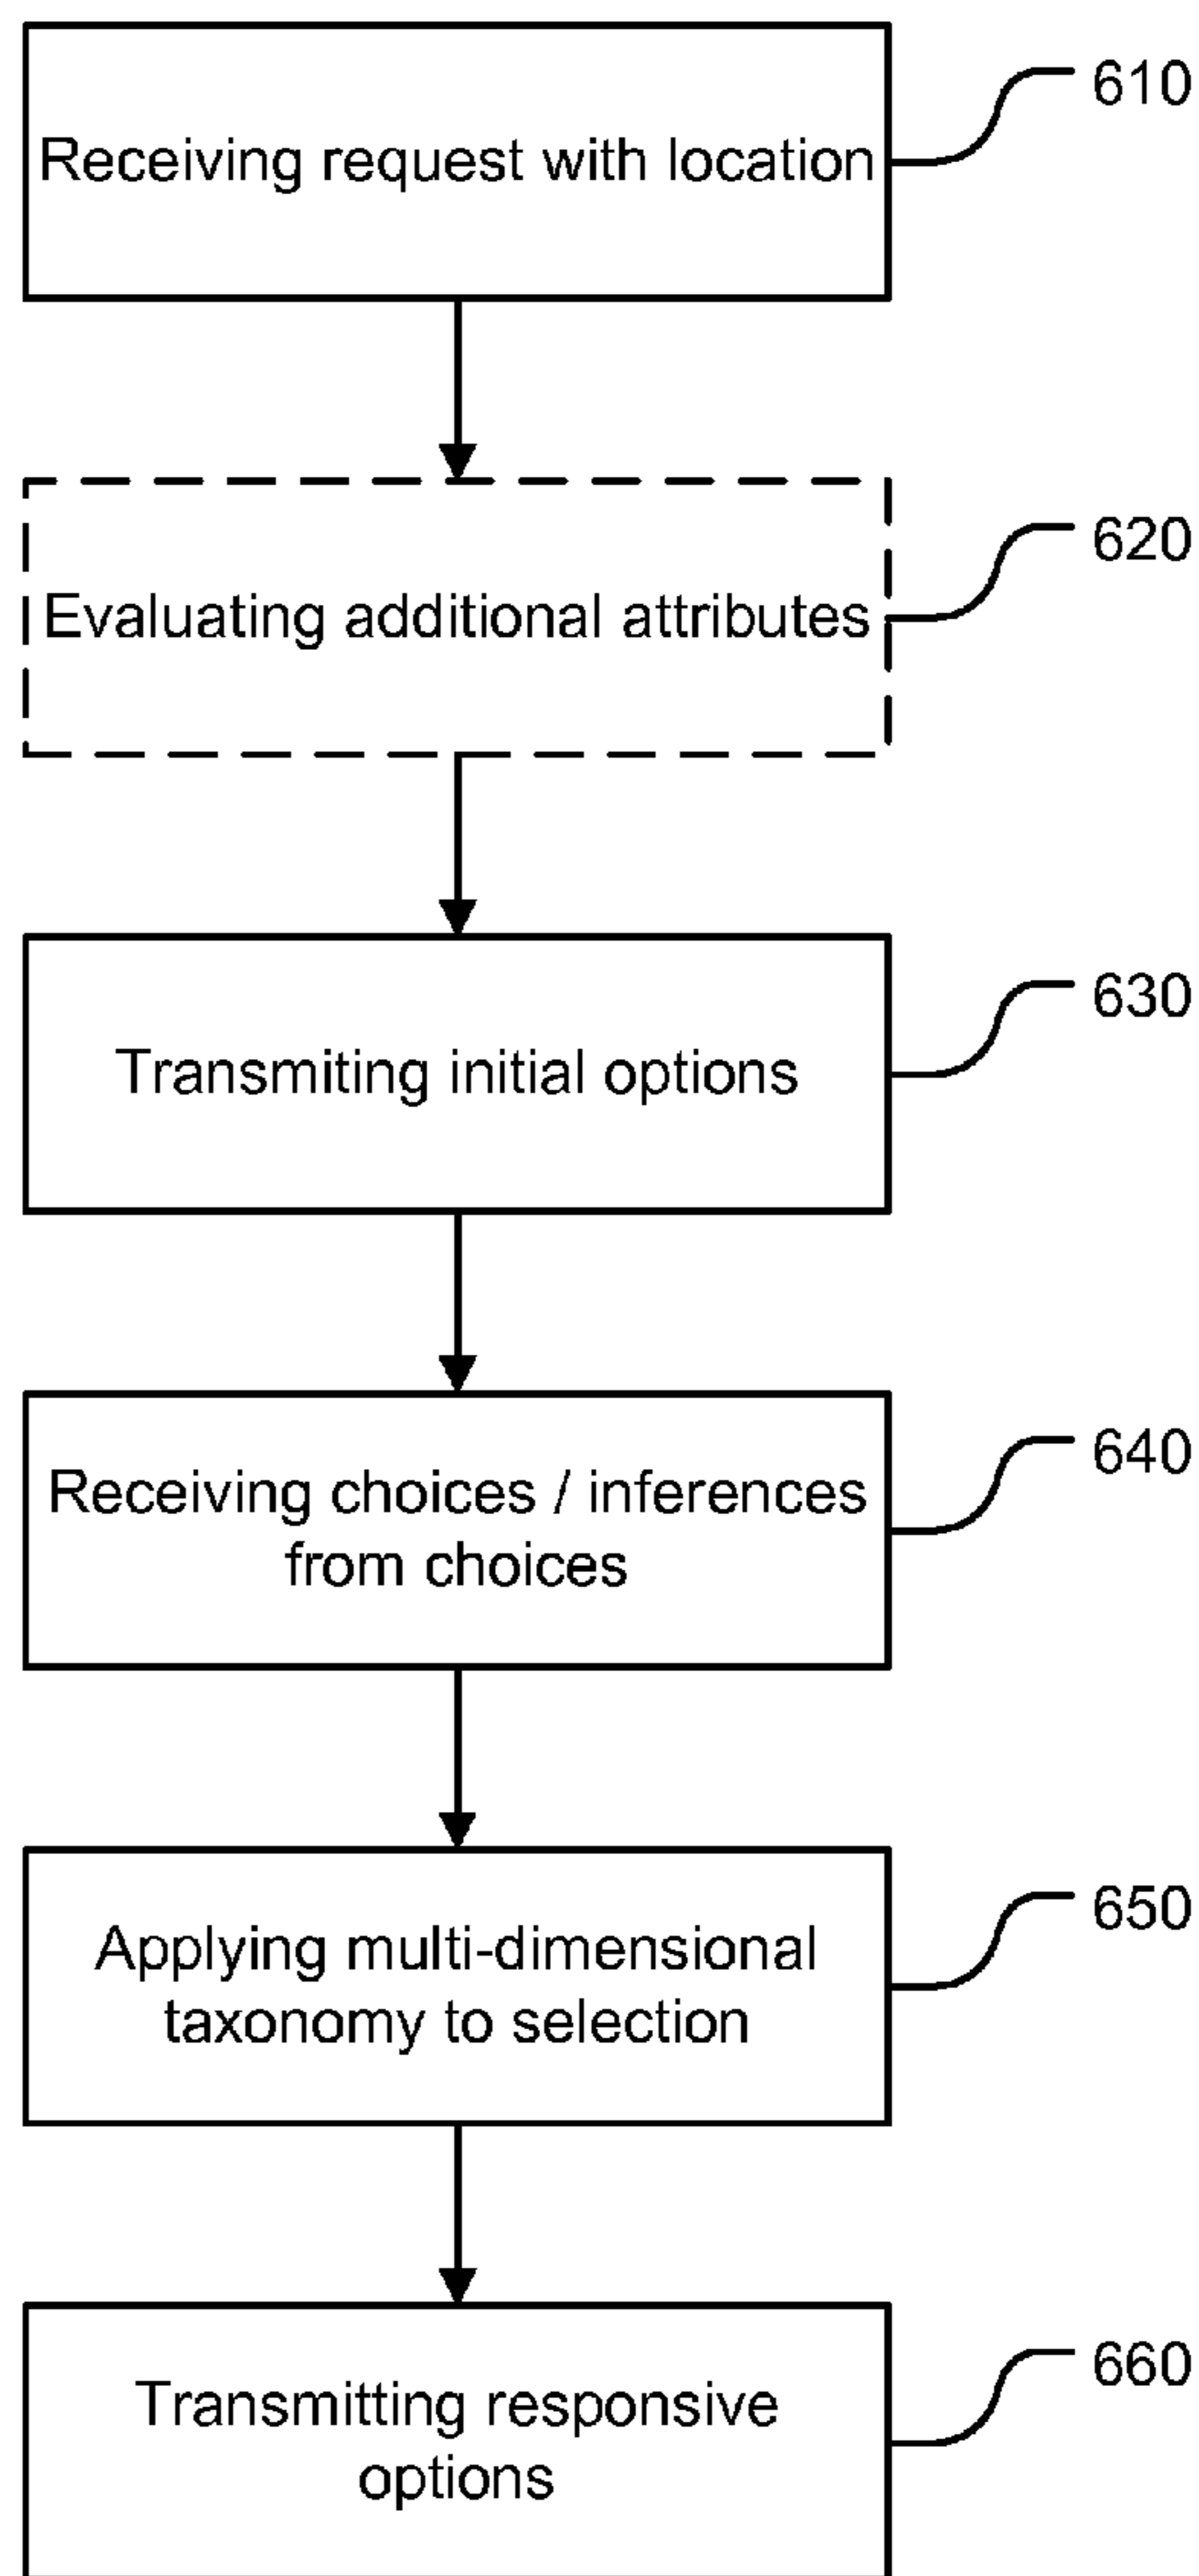 Receiving request with location
610
Evaluating additional attributes
620
Transmiting initial options
630
Receiving choices / inferences
from choices
640
Applying multi-dimensional
taxonomy to selection
650
Transmitting responsive
options
660